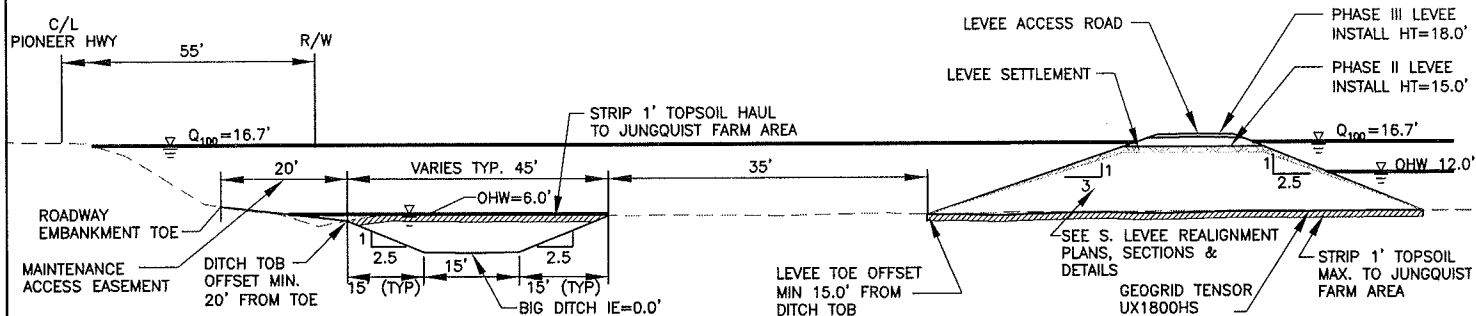 C/L
PIONEER HWY
55'
R/W
LEVEE ACCESS ROAD
PHASE III LEVEE
INSTALL HT=18.0'
LEVEE SETTLEMENT
PHASE II LEVEE
INSTALL HT=15.0'
STRIP 1' TOPSOIL HAUL
TO JUNGQUIST FARM AREA
Q100=16.7'
Q100=16.7'
OHW 12.0'
20'
VARIES TYP. 45'
35'
OHW=6.0'
1
3
1
2.5
ROADWAY
EMBANKMENT TOE
1
2.5
15'
1
2.5
SEE S. LEVEE REALIGNMENT
PLANS, SECTIONS &
DETAILS
MAINTENANCE
ACCESS EASEMENT
DITCH TOB
OFFSET MIN.
20' FROM TOE
15' (TYP)
15' (TYP)
BIG DITCH IE=0.0'
LEVEE TOE OFFSET
MIN 15.0' FROM
DITCH TOB
GEOGRID TENSOR
UX1800HS
STRIP 1' TOPSOIL
MAX. TO JUNGQUIST
FARM AREA